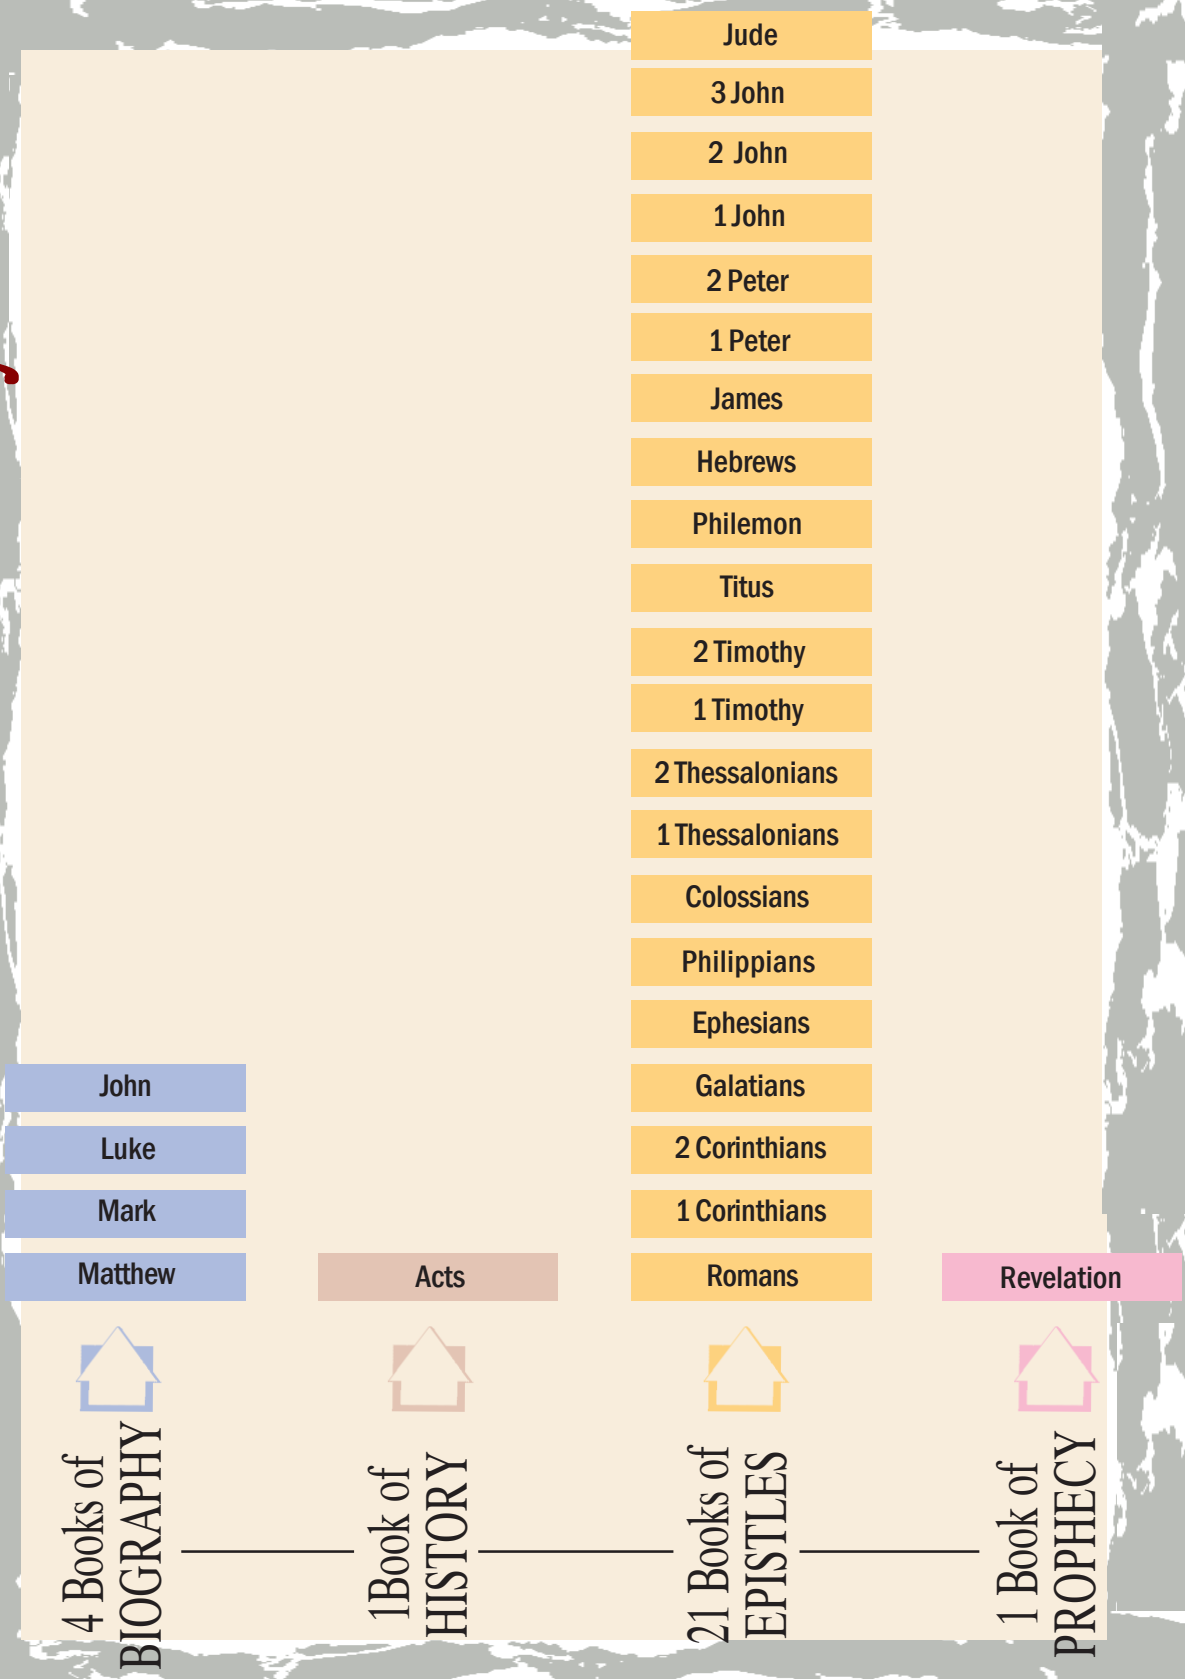 Jude
3 John
2 John
1 John
2 Peter
1 Peter
James
Hebrews
Philemon
Titus
2 Timothy
1 Timothy
2 Thessalonians
1 Thessalonians
Colossians
Philippians
Ephesians
Galatians
2 Corinthians
1 Corinthians
Romans
John
Luke
Mark
Matthew
Acts
Revelation
4 Books of
BIOGRAPHY
1Book of
HISTORY
21 Books of
EPISTLES
1 Book of
PROPHECY